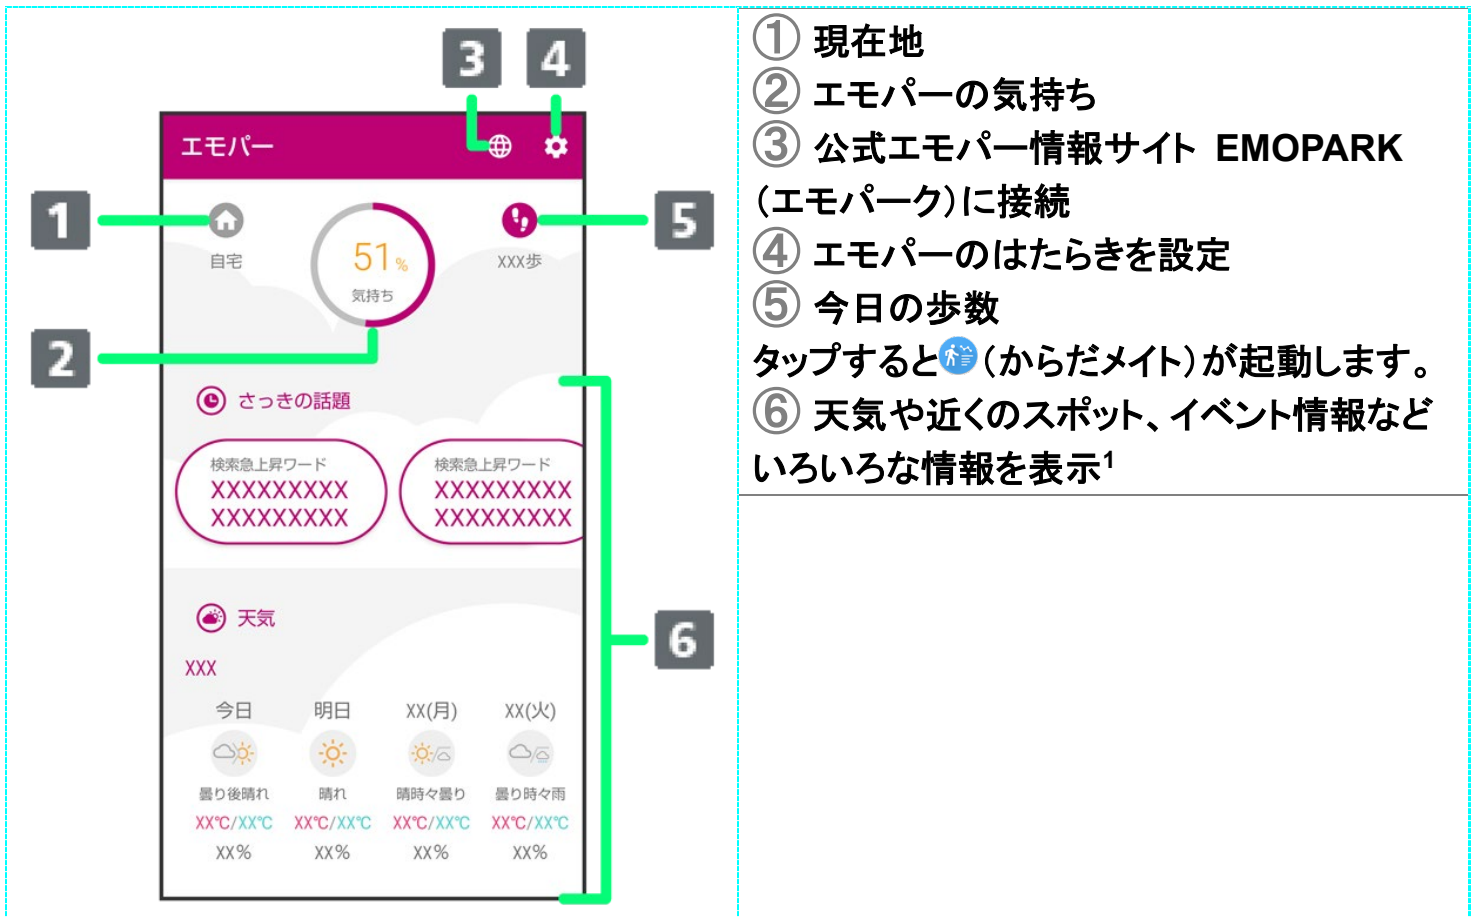 3 4
エモパー
1
自宅
51%
気持ち
XXX歩
5
2
さっきの話題
検索急上昇ワード
XXXXXXXXX
XXXXXXXXX
検索急上昇ワード
XXXXXXXXX
XXXXXXXXX
天気
6
XXX
今日 明日 XX(月) XX(火)
曇り後晴れ 晴れ 晴時々曇り 曇り時々雨
XX℃/XX℃ XX℃/XX℃ XX℃/XX℃ XX℃/XX℃
XX% XX% XX% XX%
① 現在地
② エモパーの気持ち
③ 公式エモパー情報サイト EMOPARK
(エモパーク)に接続
④ エモパーのはたらきを設定
⑤ 今日の歩数
タップすると(からだメイト)が起動します。
⑥ 天気や近くのスポット、イベント情報など
いろいろな情報を表示1